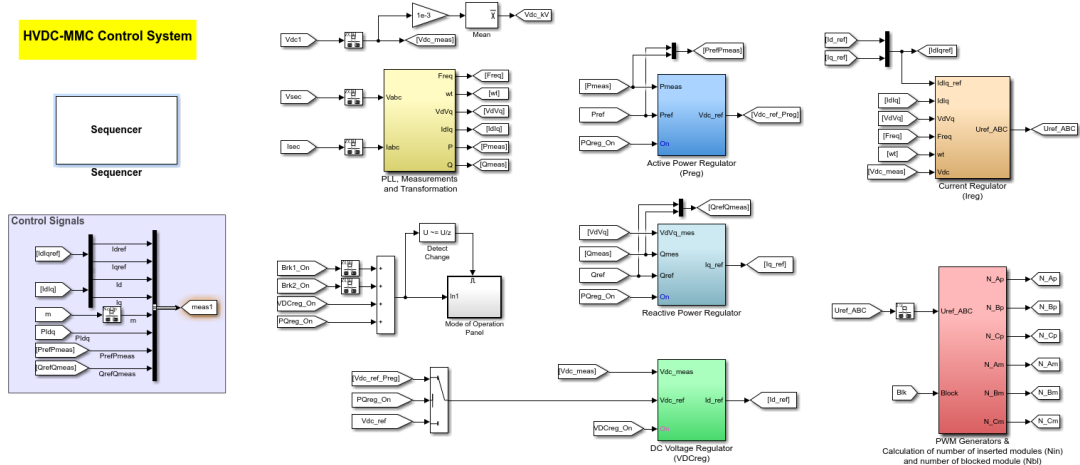 HVDC-MMC Control System
Sequencer
Sequencer
Vdc1
1e-3
Mean
Vdc_kV
[Vdc_meas]
Vsec
Isec
Vabc
Iabc
Freq
wt
VdVq
IdIq
P
Q
[Freq]
[wt]
[VdVq]
[IdIq]
[Pmeas]
[Qmeas]
PLL, Measurements
and Transformation
[PrefPmeas]
[Pmeas]
Pref
PQreg_On
Pmeas
Pref
On
Vdc_ref
[Vdc_ref_Preg]
Active Power Regulator
(Preg)
[Id_ref]
[Iq_ref]
[IdIqref]
[IdIq]
[VdVq]
[Freq]
[wt]
[Vdc_meas]
IdIq_ref
IdIq
VdVq
Freq
wt
Vdc
Uref_ABC
Uref_ABC
Current Regulator
(Ireg)
Control Signals
[IdIqref]
[IdIq]
m
PIdq
[PrefPmeas]
[QrefQmeas]
Idref
Iqref
Id
Iq
m
PIdq
PrefPmeas
QrefQmeas
meas1
U ~= U/z
Detect
Change
Brk1_On
Brk2_On
VDCreg_On
PQreg_On
In1
Mode of Operation
Panel
[QrefQmeas]
[VdVq]
[Qmeas]
Qref
PQreg_On
VdVq_mes
Qmes
Qref
On
Iq_ref
[Iq_ref]
Reactive Power Regulator
[Vdc_ref_Preg]
PQreg_On
Vdc_ref
[Vdc_meas]
VDCreg_On
Vdc_meas
Vdc_ref
On
Id_ref
[Id_ref]
DC Voltage Regulator
(VDCreg)
Uref_ABC
Blk
Uref_ABC
Block
N_Ap
N_Bp
N_Cp
N_Am
N_Bm
N_Cm
N_Ap
N_Bp
N_Cp
N_Am
N_Bm
N_Cm
PWM Generators &
Calculation of number of inserted modules (Nin)
and number of blocked module (Nbl)